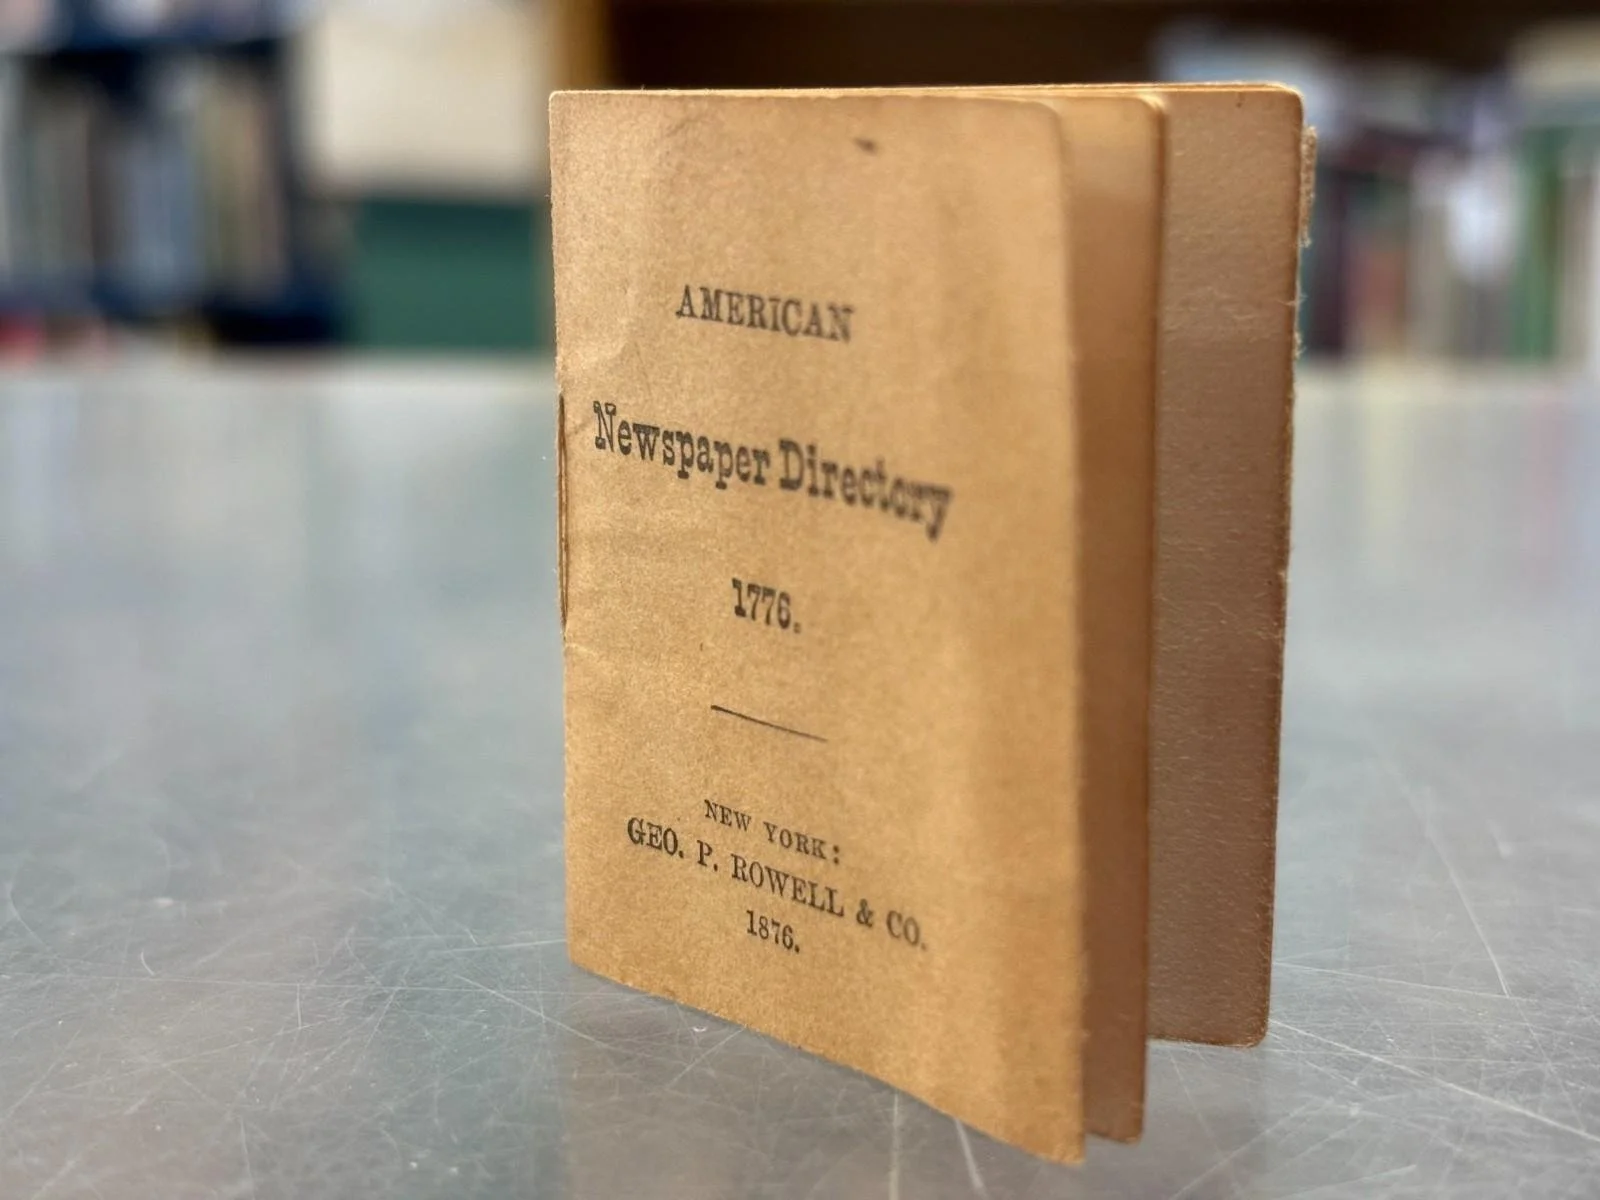 AMERICAN
Newspaper Directory
1776.
NEW YORK:
GEO. P. ROWELL & CO.
1876.